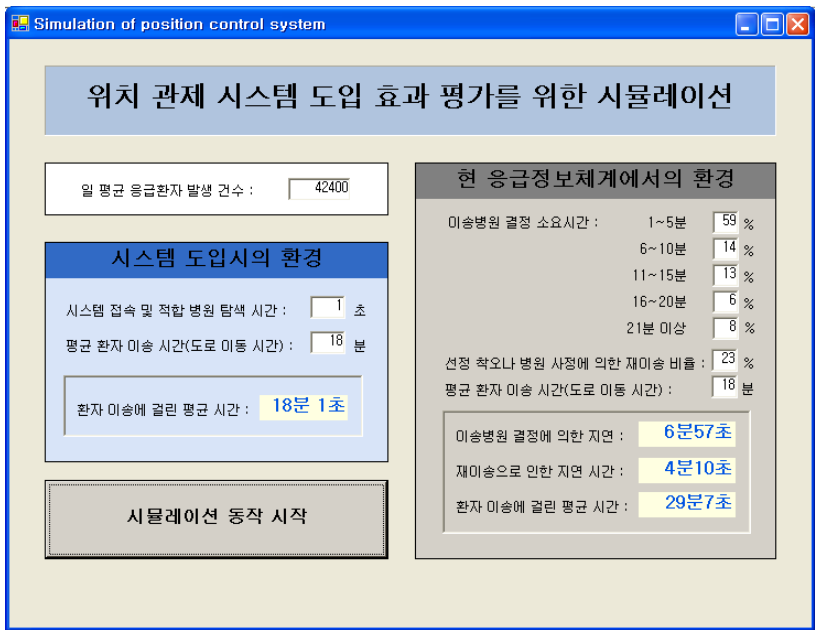 Simulation of position control system
위치 관제 시스템 도입 효과 평가를 위한 시뮬레이션
일 평균 응급환자 발생 건수 : 42400
시스템 도입시의 환경
시스템 접속 및 적합 병원 탐색 시간 : 1 초
평균 환자 이송 시간(도로 이동 시간) : 18 분
환자 이송에 걸린 평균 시간 : 18분 1초
시뮬레이션 동작 시작
현 응급정보체계에서의 환경
이송병원 결정 소요시간 : 1~5분 59 %
6~10분 14 %
11~15분 13 %
16~20분 6 %
21분 이상 8 %
선정 착오나 병원 사정에 의한 재이송 비율 : 23 %
평균 환자 이송 시간(도로 이동 시간) : 18 분
이송병원 결정에 의한 지연 : 6분57초
재이송으로 인한 지연 시간 : 4분10초
환자 이송에 걸린 평균 시간 : 29분7초